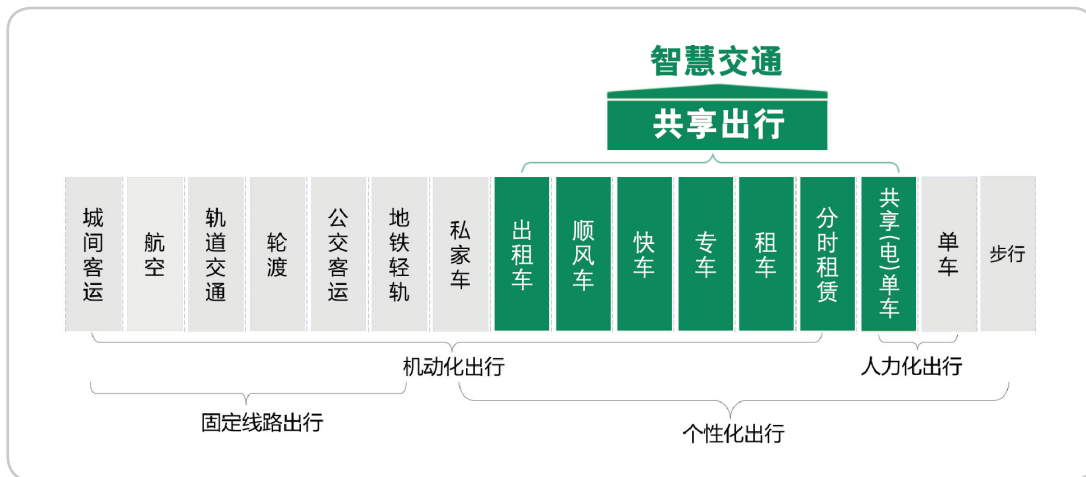 智慧交通
共享出行
城间客运
航空
轨道交通
轮渡
公交客运
地铁轻轨
私家车
出租车
顺风车
快车
专车
租车
分时租赁
共享(电)单车
单车
步行
机动化出行
人力化出行
固定线路出行
个性化出行